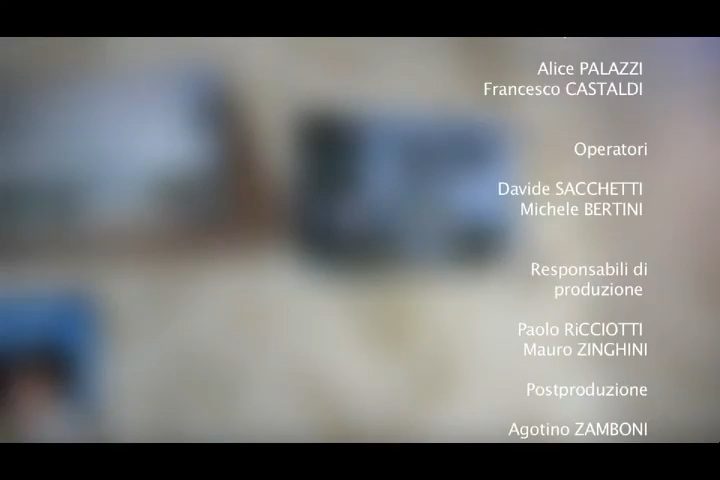 Alice PALAZZI
Francesco CASTALDI
Operatori
Davide SACCHETTI
Michele BERTINI
Responsabili di
produzione
Paolo RiCCIOTTI
Mauro ZINGHINI
Postproduzione
Agotino ZAMBONI